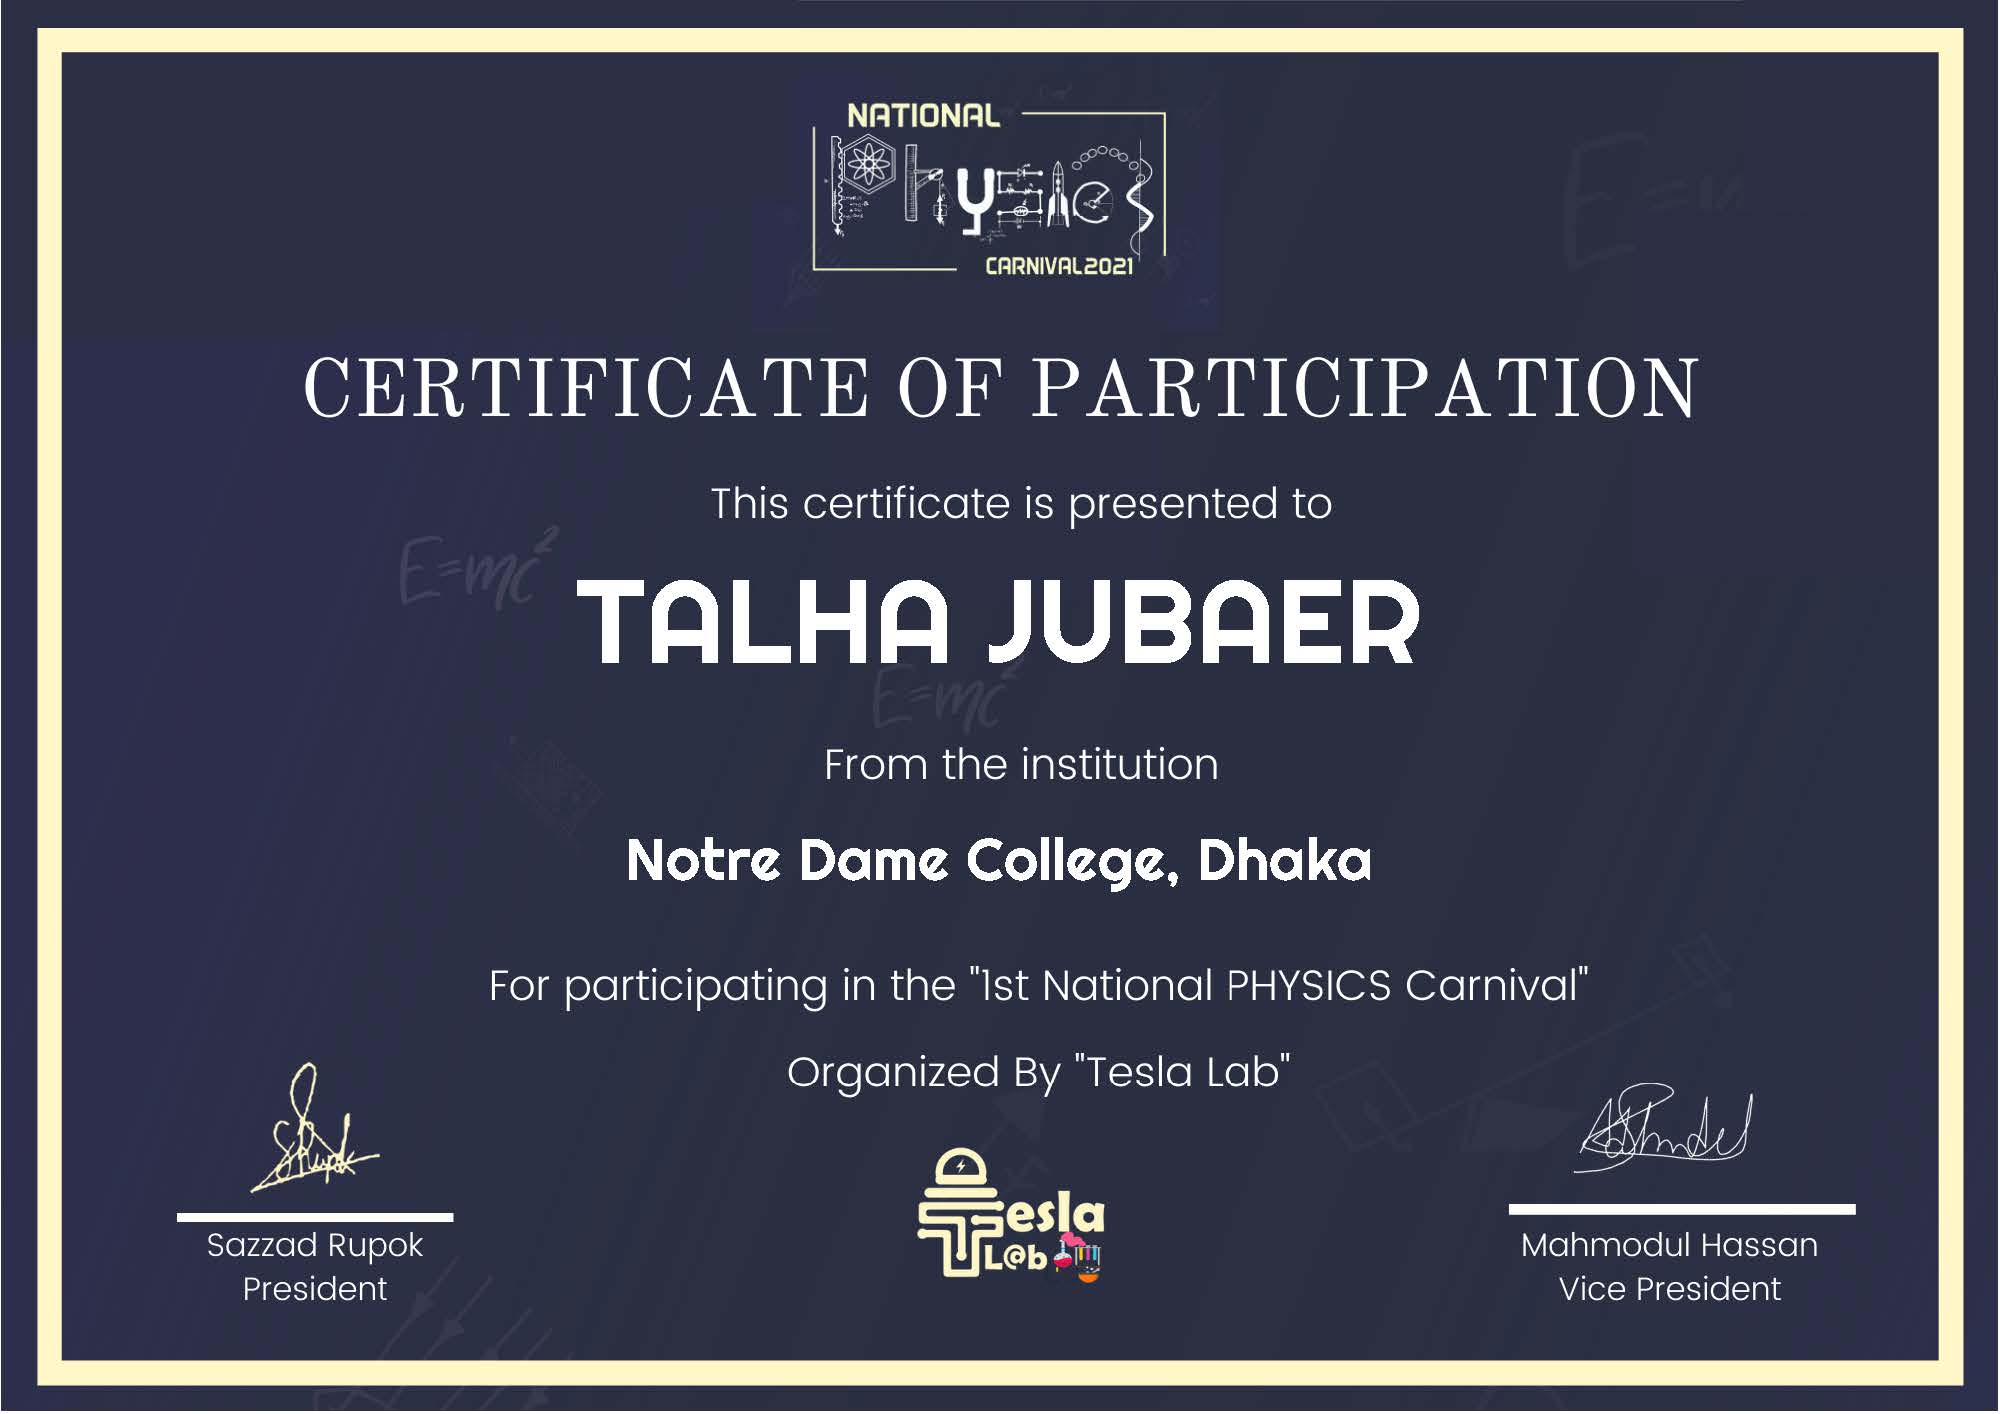 NATIONAL
Physics
CARNIVAL2021
CERTIFICATE OF PARTICIPATION
This certificate is presented to
E=mc²
TALHA JUBAER
E=mc²
From the institution
Notre Dame College, Dhaka
For participating in the "1st National PHYSICS Carnival"
Organized By "Tesla Lab"
Tesla
L@b
Sazzad Rupok
President
Mahmodul Hassan
Vice President